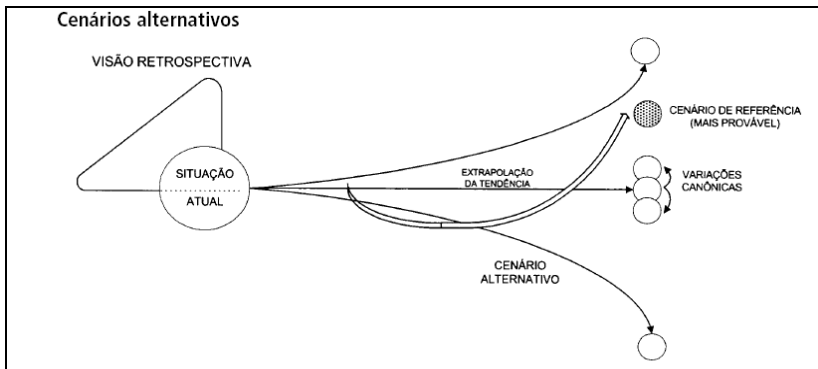 Cenários alternativos
VISÃO RETROSPECTIVA
CENÁRIO DE REFERÊNCIA
(MAIS PROVÁVEL)
SITUAÇÃO
ATUAL
EXTRAPOLAÇÃO
DA TENDÊNCIA
VARIAÇÕES
CANÔNICAS
CENÁRIO
ALTERNATIVO